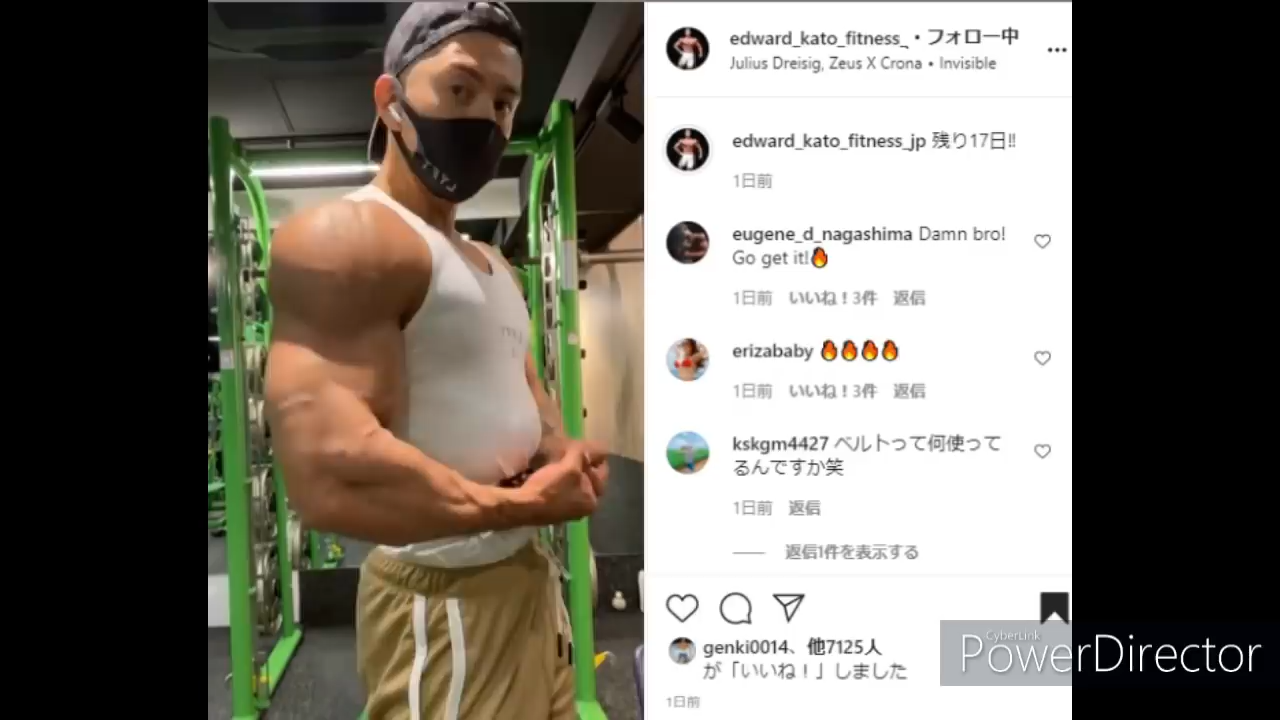 edward_kato_fitness_ • フォロー中
Julius Dreisig, Zeus X Crona • Invisible
edward_kato_fitness_jp 残り17日!!
1日前
eugene_d_nagashima Damn bro!
Go get it!🔥
1日前 いいね！3件 返信
erizababy 🔥🔥🔥🔥
1日前 いいね！3件 返信
kskgm4427 ベルトって何使って
るんですか笑
1日前 返信
返信1件を表示する
genki0014、他7125人
が「いいね！」しました
1日前
CyberLink
PowerDirector